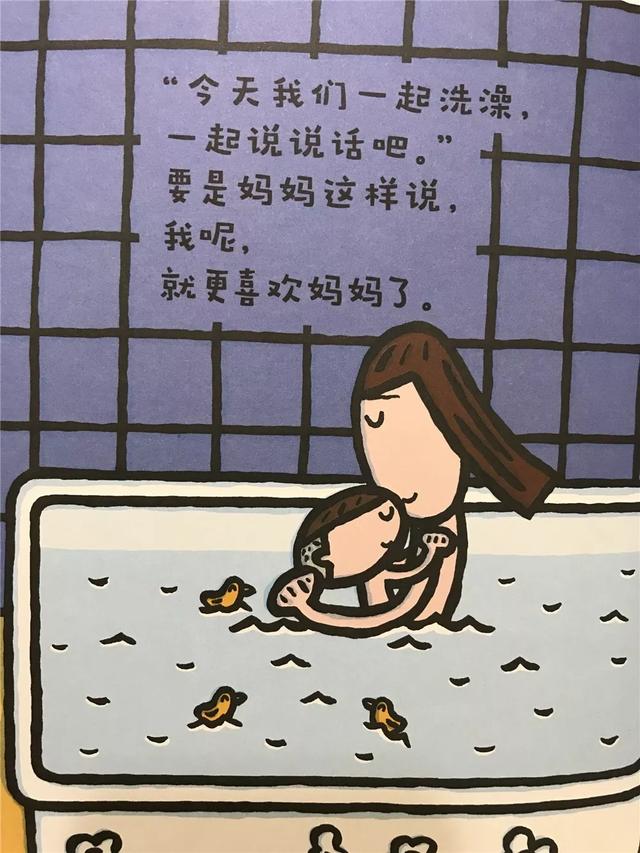 “今天我们一起洗澡，
一起说说话吧。”
要是妈妈这样说，
我呢，
就更喜欢妈妈了。